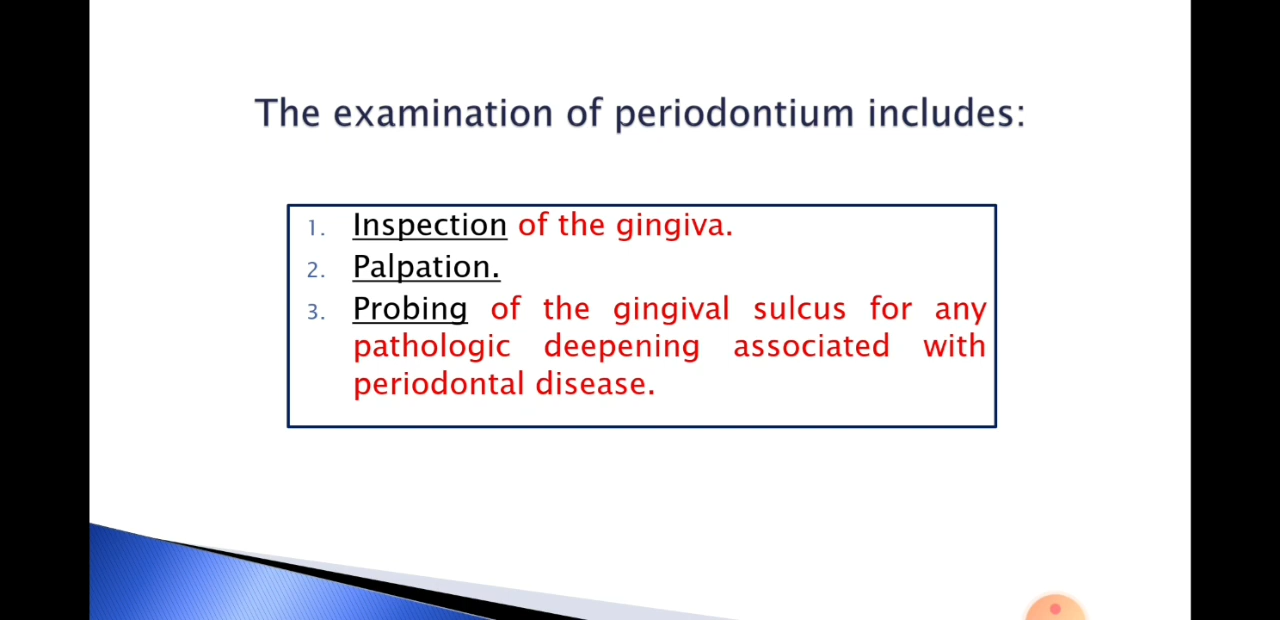 The examination of periodontium includes:
1. Inspection of the gingiva.
2. Palpation.
3. Probing of the gingival sulcus for any
pathologic deepening associated with
periodontal disease.